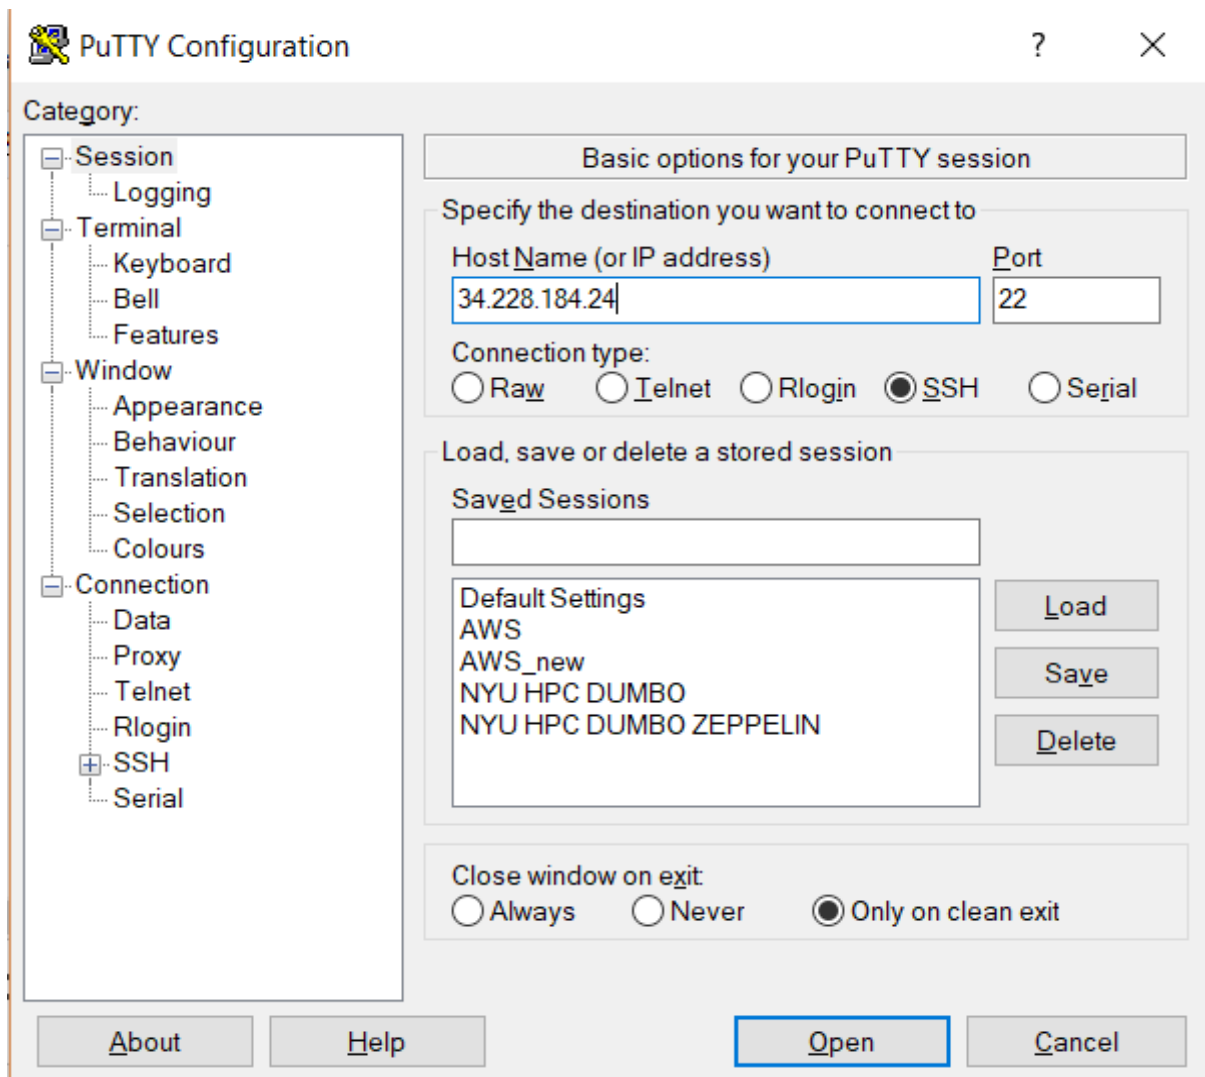 PuTTY Configuration
?
Category:
Session
Logging
Terminal
Keyboard
Bell
Features
Window
Appearance
Behaviour
Translation
Selection
Colours
Connection
Data
Proxy
Telnet
Rlogin
SSH
Serial
Basic options for your PuTTY session
Specify the destination you want to connect to
Host Name (or IP address) Port
34.228.184.24 22
Connection type:
Raw Telnet Rlogin SSH Serial
Load, save or delete a stored session
Saved Sessions
Default Settings
AWS
AWS_new
NYU HPC DUMBO
NYU HPC DUMBO ZEPPELIN
Load
Save
Delete
Close window on exit:
Always Never Only on clean exit
About Help Open Cancel